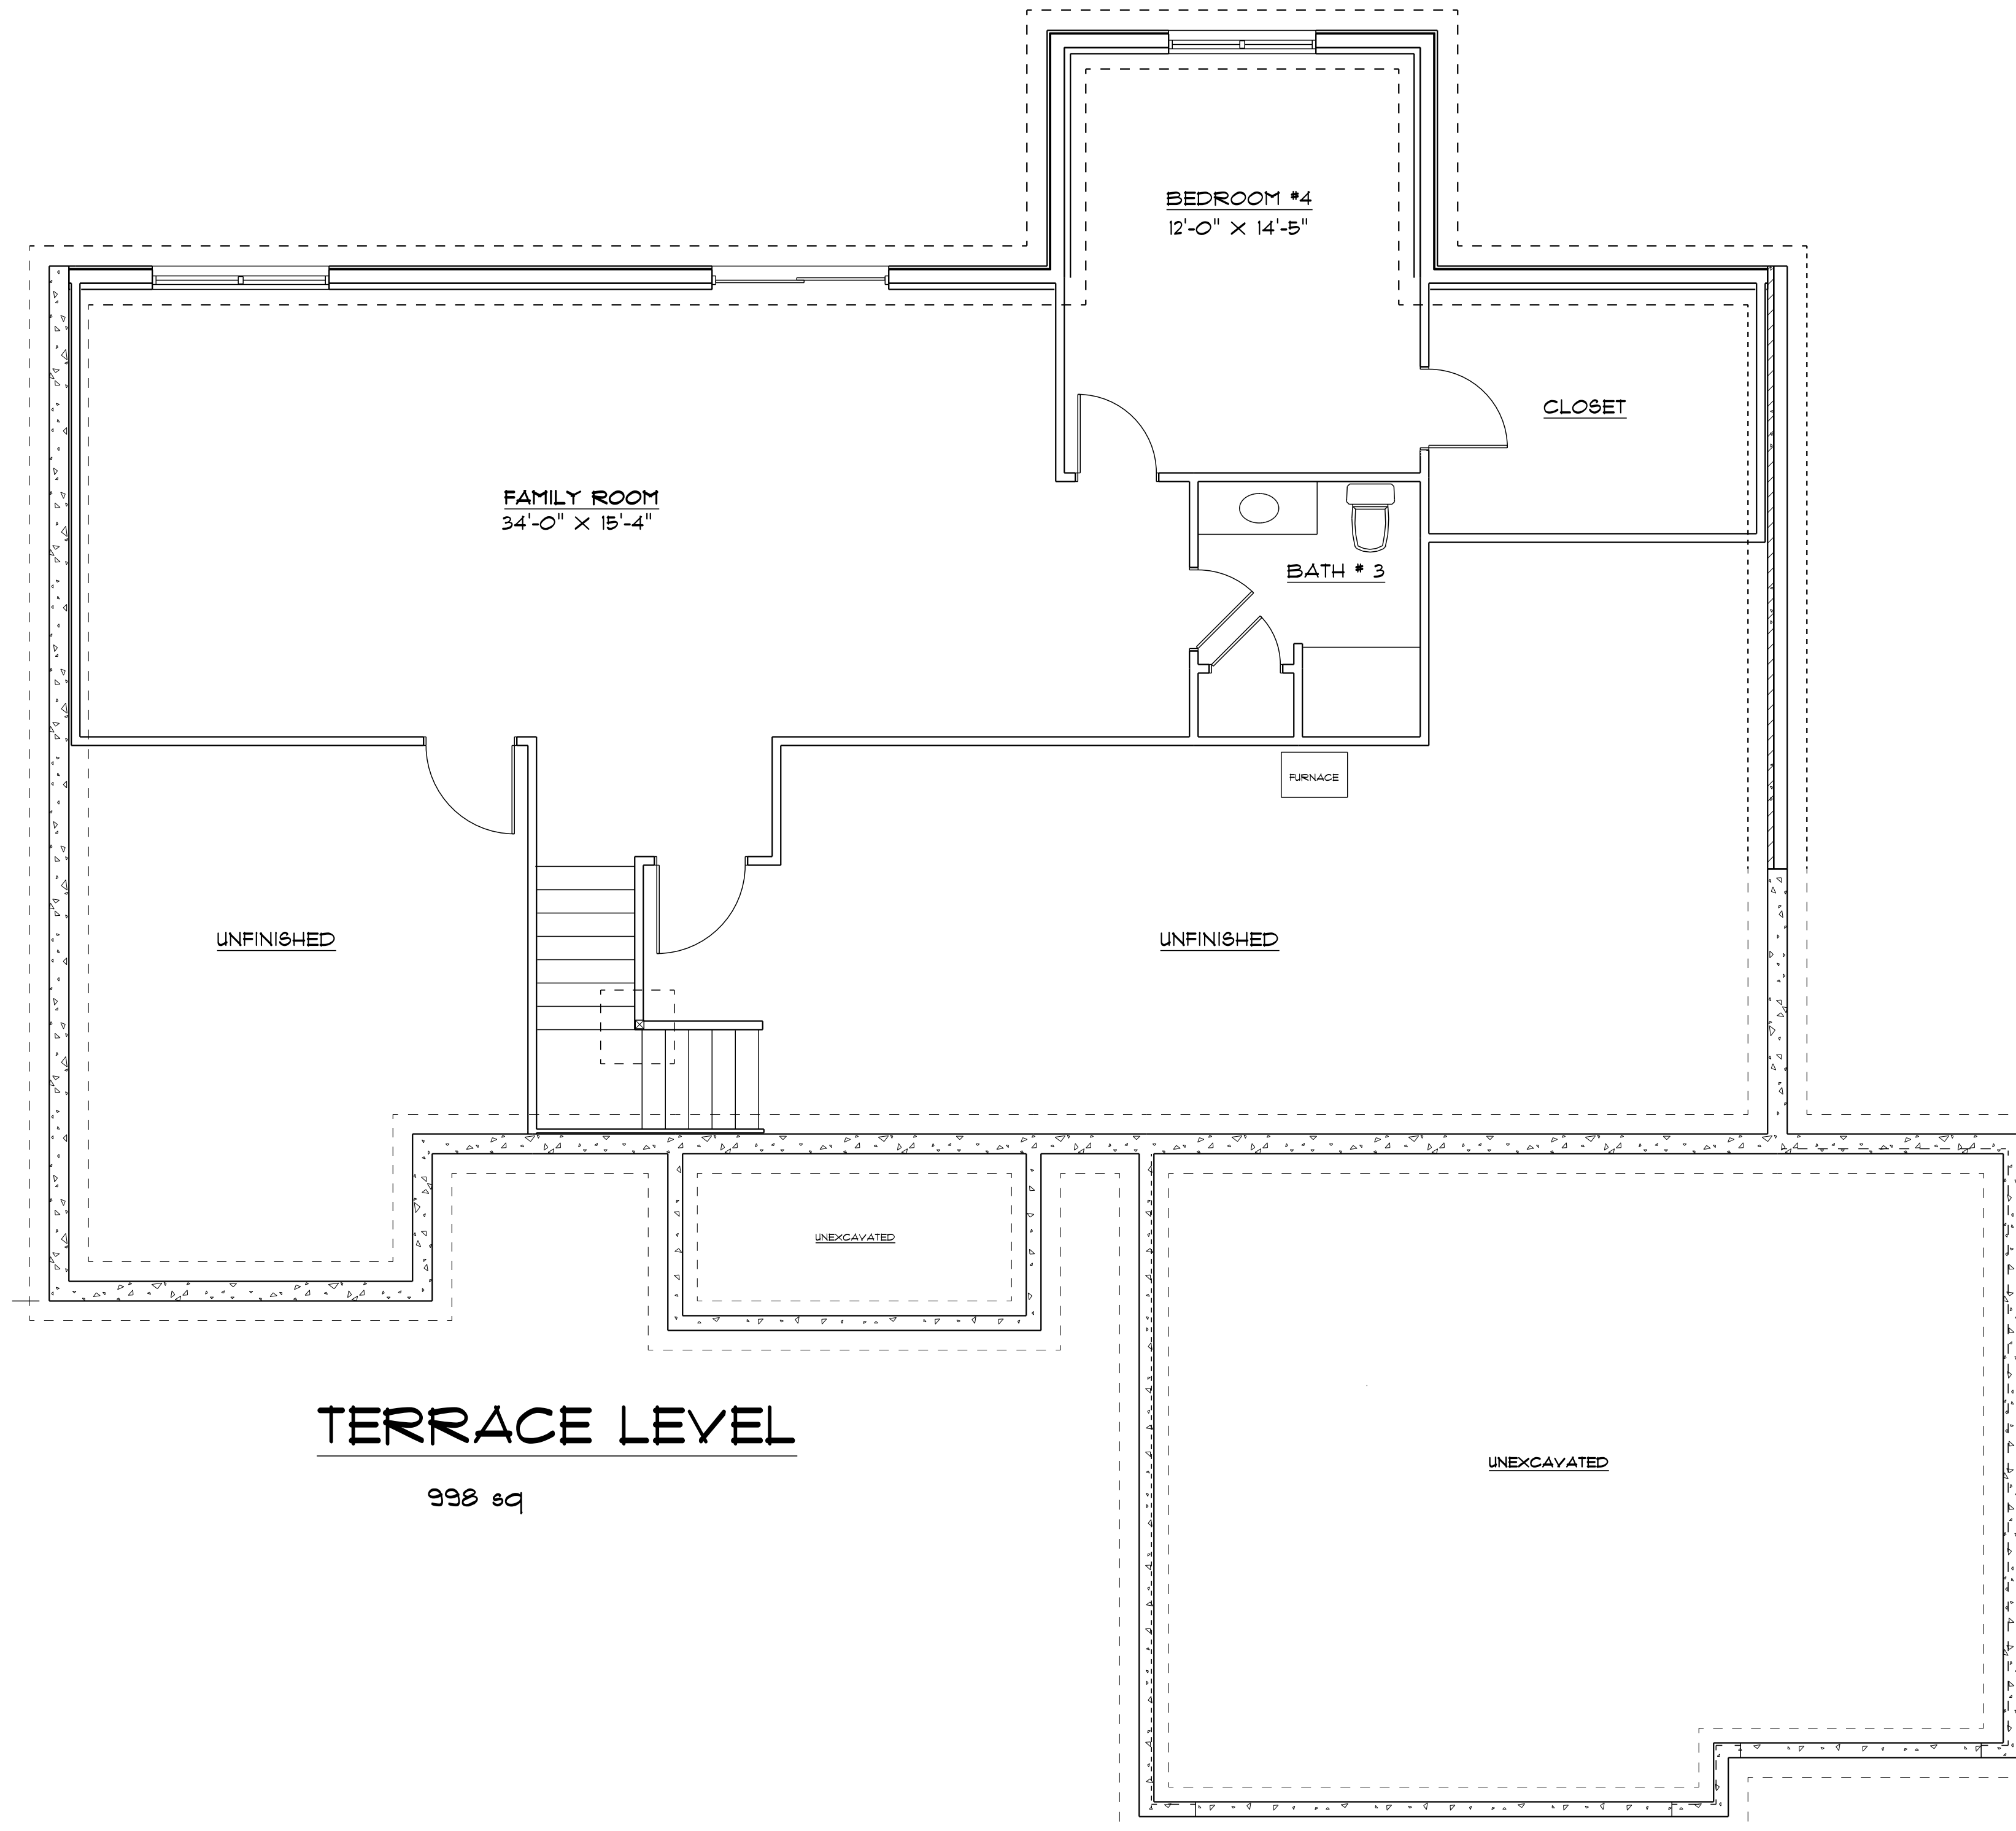 BEDROOM #4
12'-0" X 14'-5"
CLOSET
FAMILY ROOM
34'-0" X 15'-4"
BATH # 3
FURNACE
UNFINISHED
UNFINISHED
UNEXCAVATED
TERRACE LEVEL
UNEXCAVATED
998 sq